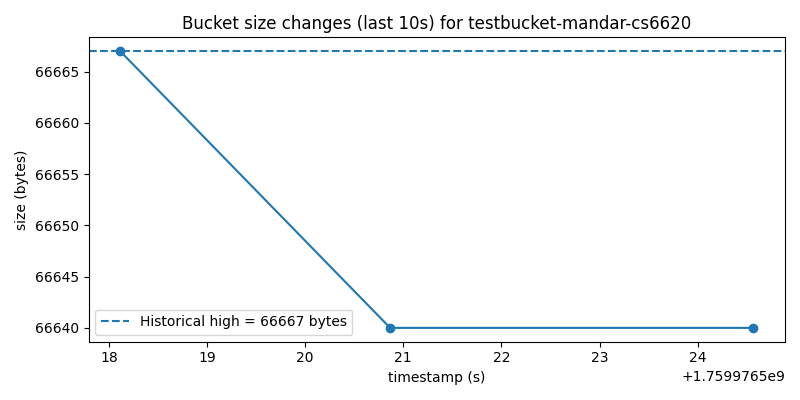 Bucket size changes (last 10s) for testbucket-mandar-cs6620
66665
66660
66655
66650
66645
66640
size (bytes)
Historical high = 66667 bytes
18 19 20 21 22 23 24
timestamp (s)
+1.7599765e9